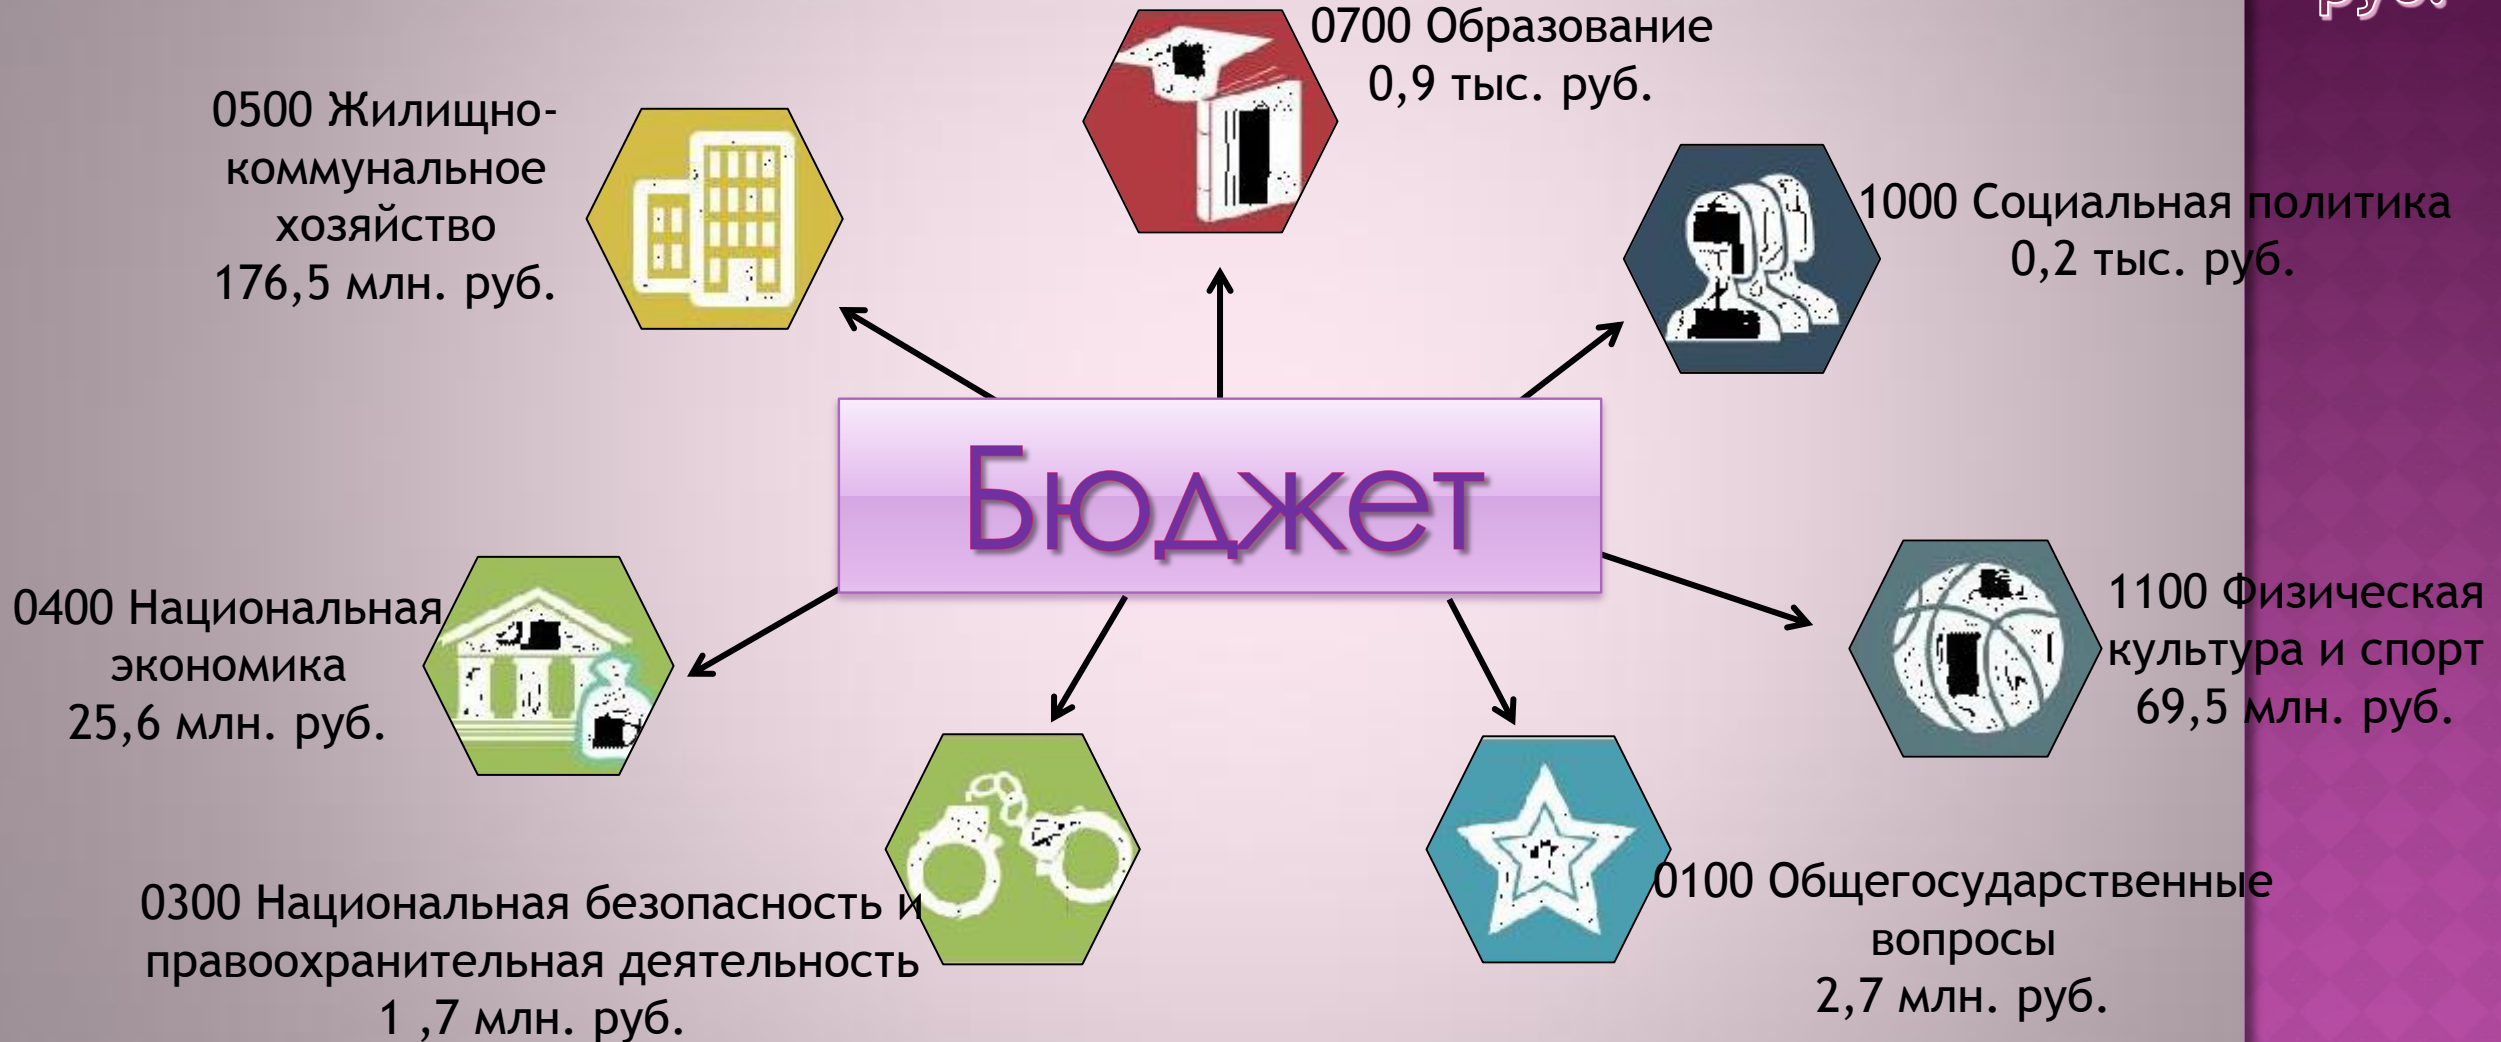 руб.
0700 Образование
0,9 тыс. руб.
0500 Жилищно-
коммунальное
хозяйство
176,5 млн. руб.
1000 Социальная политика
0,2 тыс. руб.
Бюджет
0400 Национальная
экономика
25,6 млн. руб.
1100 Физическая
культура и спорт
69,5 млн. руб.
0300 Национальная безопасность и
правоохранительная деятельность
1 ,7 млн. руб.
0100 Общегосударственные
вопросы
2,7 млн. руб.